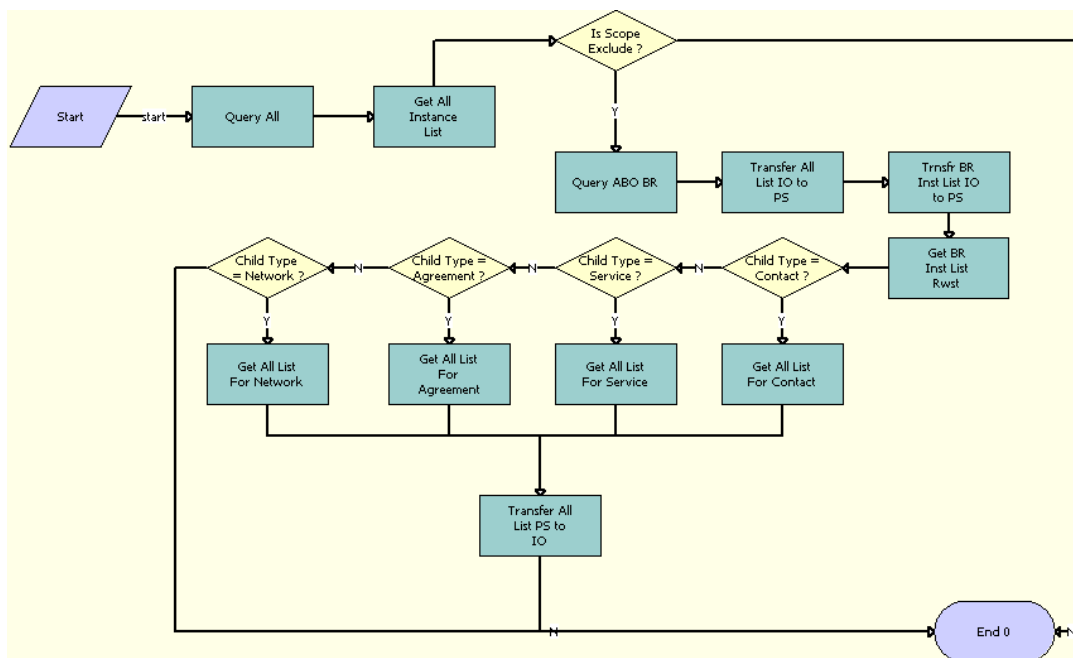 Is Scope
Exclude ?
Start
start
Query All
Get All
Instance
List
Y
Query ABO BR
Transfer All
List IO to
PS
Trnsfr BR
Inst List IO
to PS
Child Type
= Network ?
N
Child Type =
Agreement ?
N
Child Type =
Service ?
N
Child Type =
Contact ?
Get BR
Inst List
Rwst
Y
Y
Y
Y
Get All List
For Network
Get All List
For
Agreement
Get All List
For Service
Get All List
For Contact
Transfer All
List PS to
IO
N
End 0
N